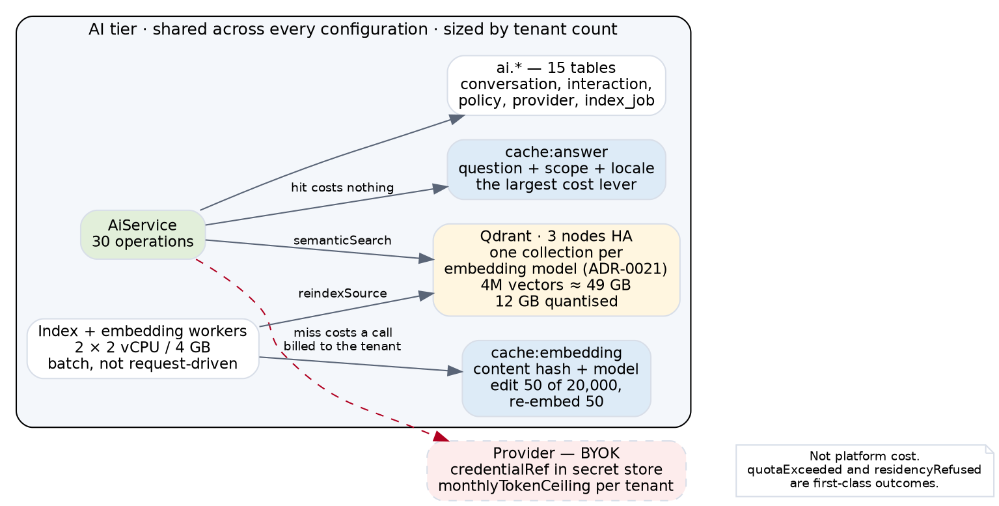 AI tier · shared across every configuration · sized by tenant count
ai.* — 15 tables
conversation, interaction,
policy, provider, index_job
cache:answer
question + scope + locale
the largest cost lever
hit costs nothing
AiService
30 operations
semanticSearch
Qdrant · 3 nodes HA
one collection per
embedding model (ADR-0021)
4M vectors ≈ 49 GB
12 GB quantised
reindexSource
Index + embedding workers
2 × 2 vCPU / 4 GB
batch, not request-driven
miss costs a call
billed to the tenant
cache:embedding
content hash + model
edit 50 of 20,000,
re-embed 50
Provider — BYOK
credentialRef in secret store
monthlyTokenCeiling per tenant
Not platform cost.
quotaExceeded and residencyRefused
are first-class outcomes.